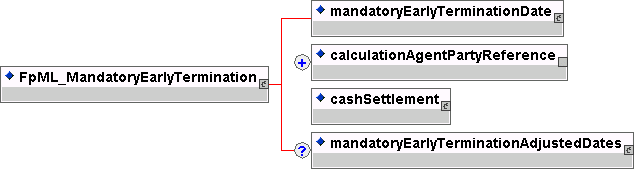 mandatoryEarlyTerminationDate
calculationAgentPartyReference
FpML_MandatoryEarlyTermination
cashSettlement
mandatoryEarlyTerminationAdjustedDates